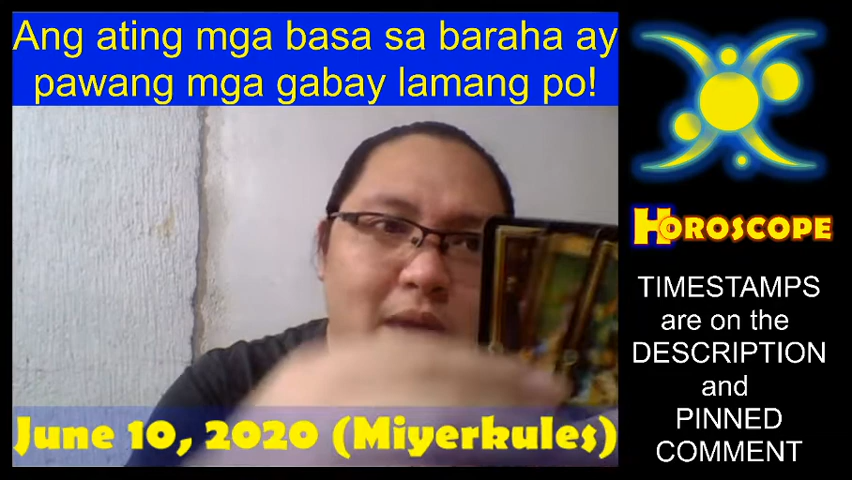 Ang ating mga basa sa baraha ay
pawang mga gabay lamang po!
HOROSCOPE
TIMESTAMPS
are on the
DESCRIPTION
and
PINNED
COMMENT
June 10, 2020 (Miyerkules)